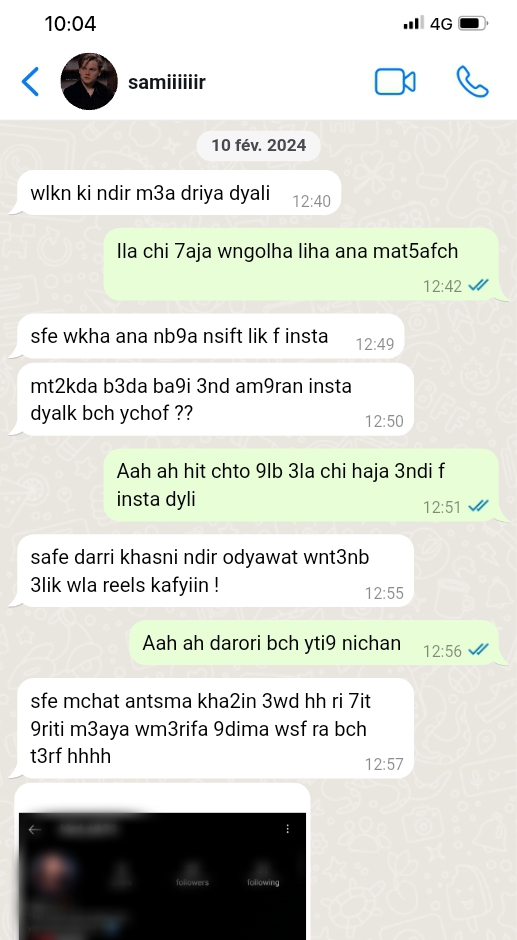 10:04
4G
samiiiiiir
10 fév. 2024
wlkn ki ndir m3a driya dyali
12:40
Ila chi 7aja wngolha liha ana mat5afch
12:42
sfe wkha ana nb9a nsift lik f insta
12:49
mt2kda b3da ba9i 3nd am9ran insta
dyalk bch ychof ??
12:50
Aah ah hit chto 9lb 3la chi haja 3ndi f
insta dyli
12:51
safe darri khasni ndir odyawat wnt3nb
3lik wla reels kafyiin !
12:55
Aah ah darori bch yti9 nichan
12:56
sfe mchat antsma kha2in 3wd hh ri 7it
9riti m3aya wm3rifa 9dima wsf ra bch
t3rf hhhh
12:57
followers
following